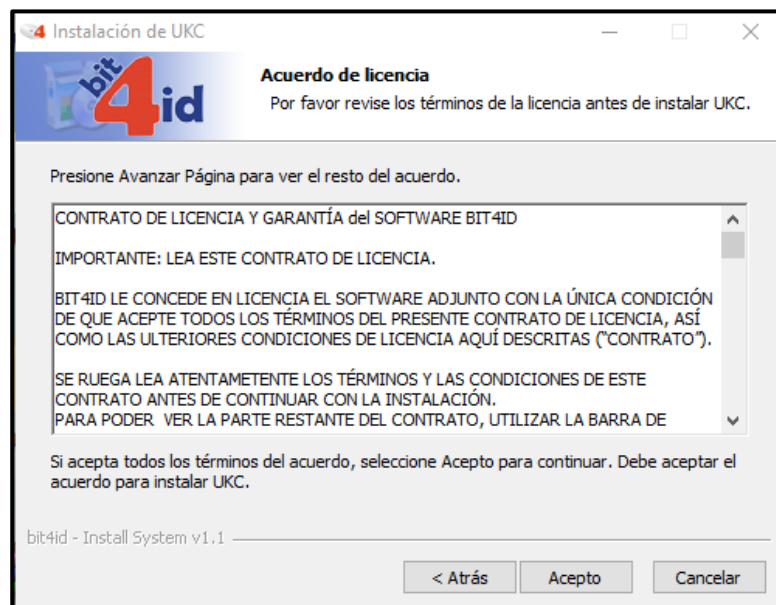 Instalación de UKC
bit4id
Acuerdo de licencia
Por favor revise los términos de la licencia antes de instalar UKC.
Presione Avanzar Página para ver el resto del acuerdo.
CONTRATO DE LICENCIA Y GARANTÍA del SOFTWARE BIT4ID
IMPORTANTE: LEA ESTE CONTRATO DE LICENCIA.
BIT4ID LE CONCEDE EN LICENCIA EL SOFTWARE ADJUNTO CON LA ÚNICA CONDICIÓN
DE QUE ACEPTE TODOS LOS TÉRMINOS DEL PRESENTE CONTRATO DE LICENCIA, ASÍ
COMO LAS ULTERIORES CONDICIONES DE LICENCIA AQUÍ DESCRITAS ("CONTRATO").
SE RUEGA LEA ATENTAMETENTE LOS TÉRMINOS Y LAS CONDICIONES DE ESTE
CONTRATO ANTES DE CONTINUAR CON LA INSTALACIÓN.
PARA PODER  VER LA PARTE RESTANTE DEL CONTRATO, UTILIZAR LA BARRA DE
Si acepta todos los términos del acuerdo, seleccione Acepto para continuar. Debe aceptar el
acuerdo para instalar UKC.
bit4id - Install System v1.1
< Atrás
Acepto
Cancelar